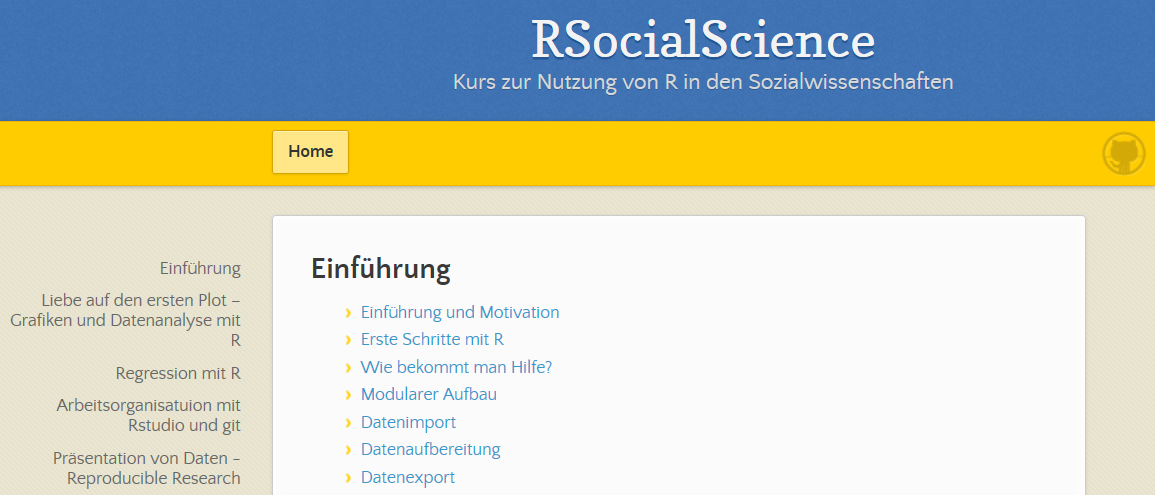 RSocialScience
Kurs zur Nutzung von R in den Sozialwissenschaften
Home
Einführung
Liebe auf den ersten Plot –
Grafiken und Datenanalyse mit
R
Regression mit R
Arbeitsorganisatuion mit
Rstudio und git
Präsentation von Daten –
Reproducible Research
Einführung
› Einführung und Motivation
› Erste Schritte mit R
› Wie bekommt man Hilfe?
› Modularer Aufbau
› Datenimport
› Datenaufbereitung
› Datenexport